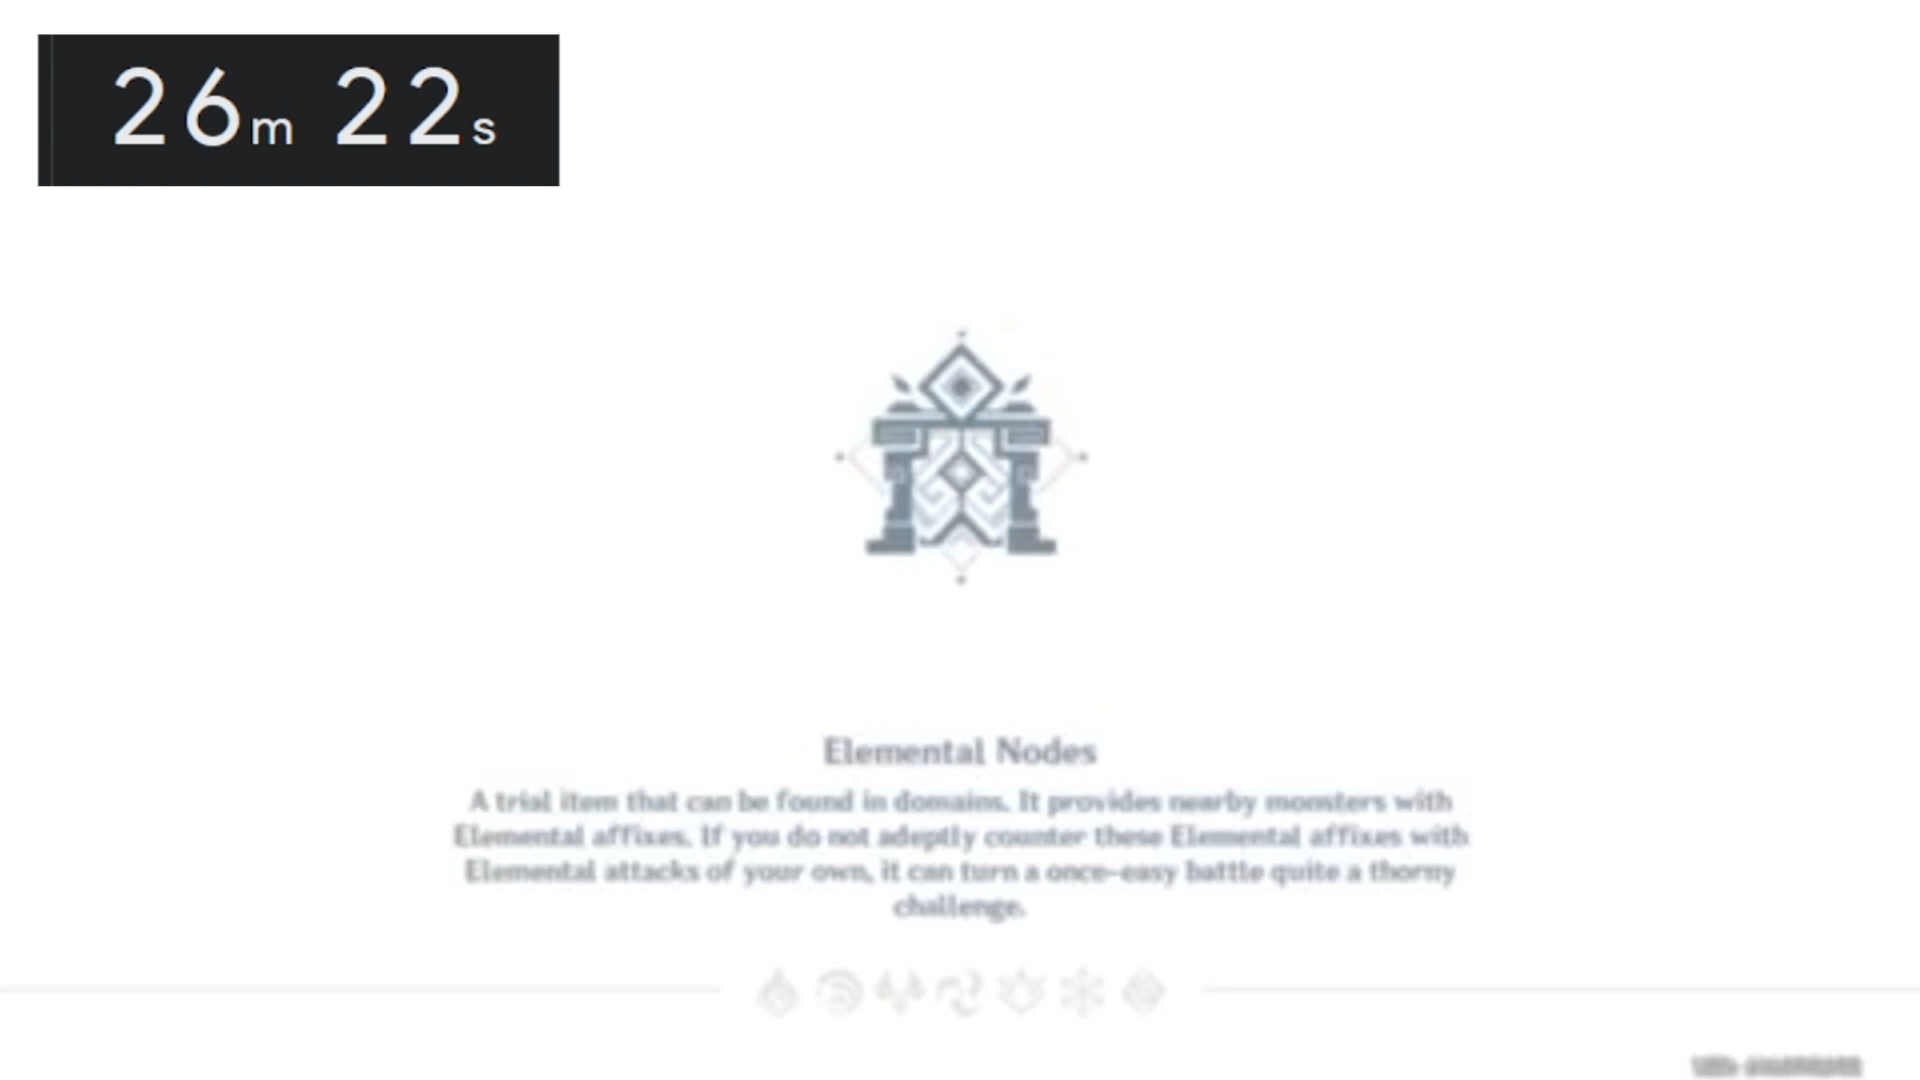 26m 22s
Elemental Nodes
A trial item that can be found in domains. It provides nearby monsters with
Elemental affixes. If you do not adeptly counter these Elemental affixes with
Elemental attacks of your own, it can turn a once-easy battle quite a thorny
challenge.